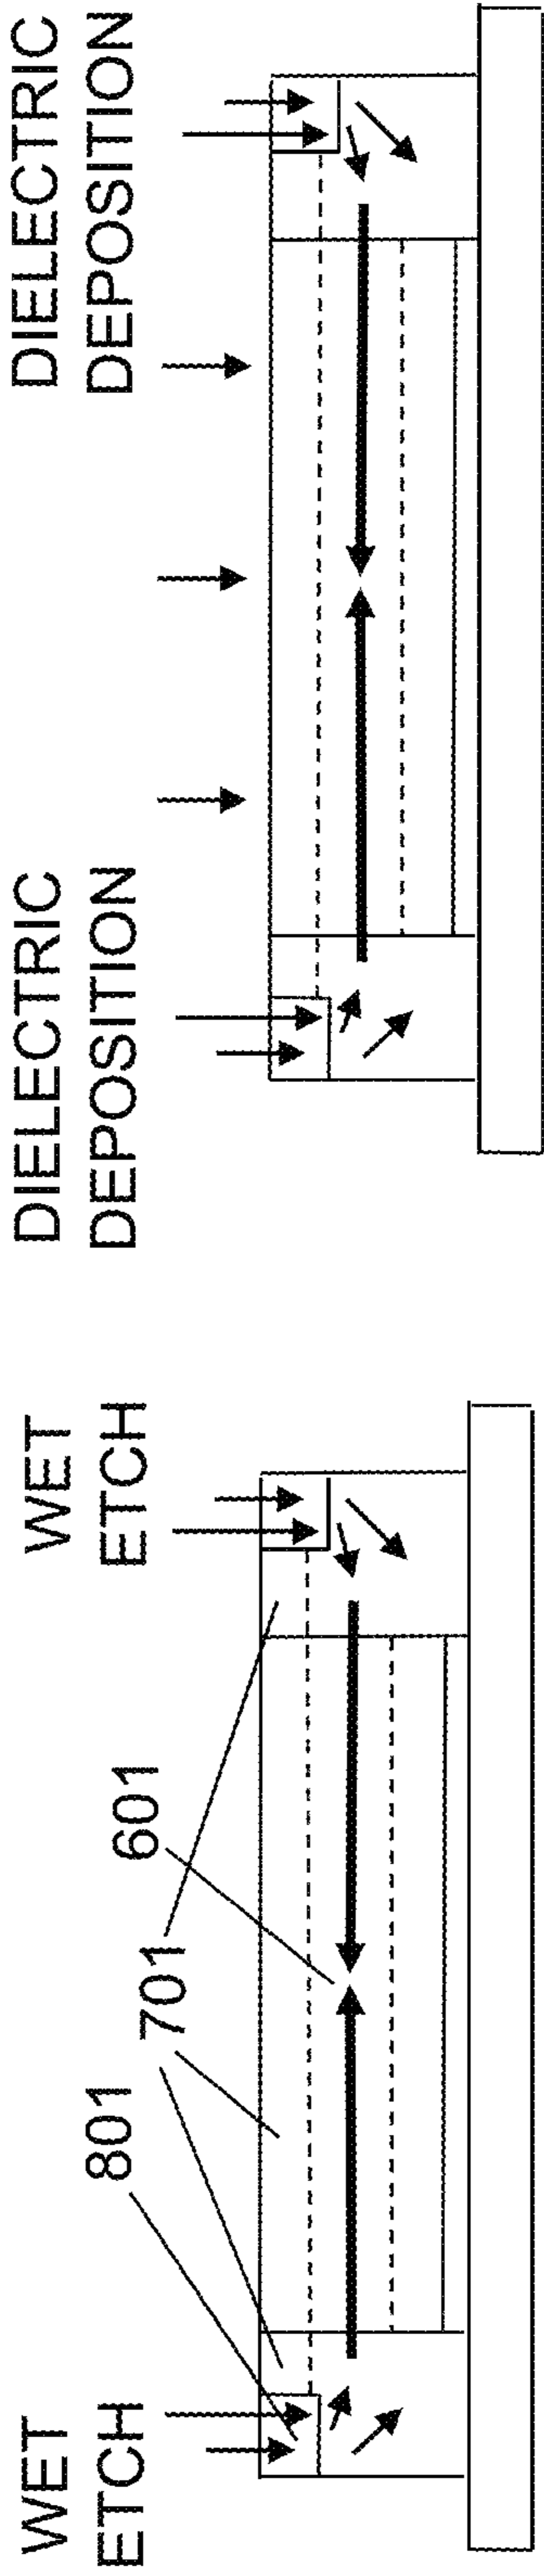 WET
ETCH
801
701
601
WET
ETCH
DIELECTRIC
DEPOSITION
DIELECTRIC
DEPOSITION